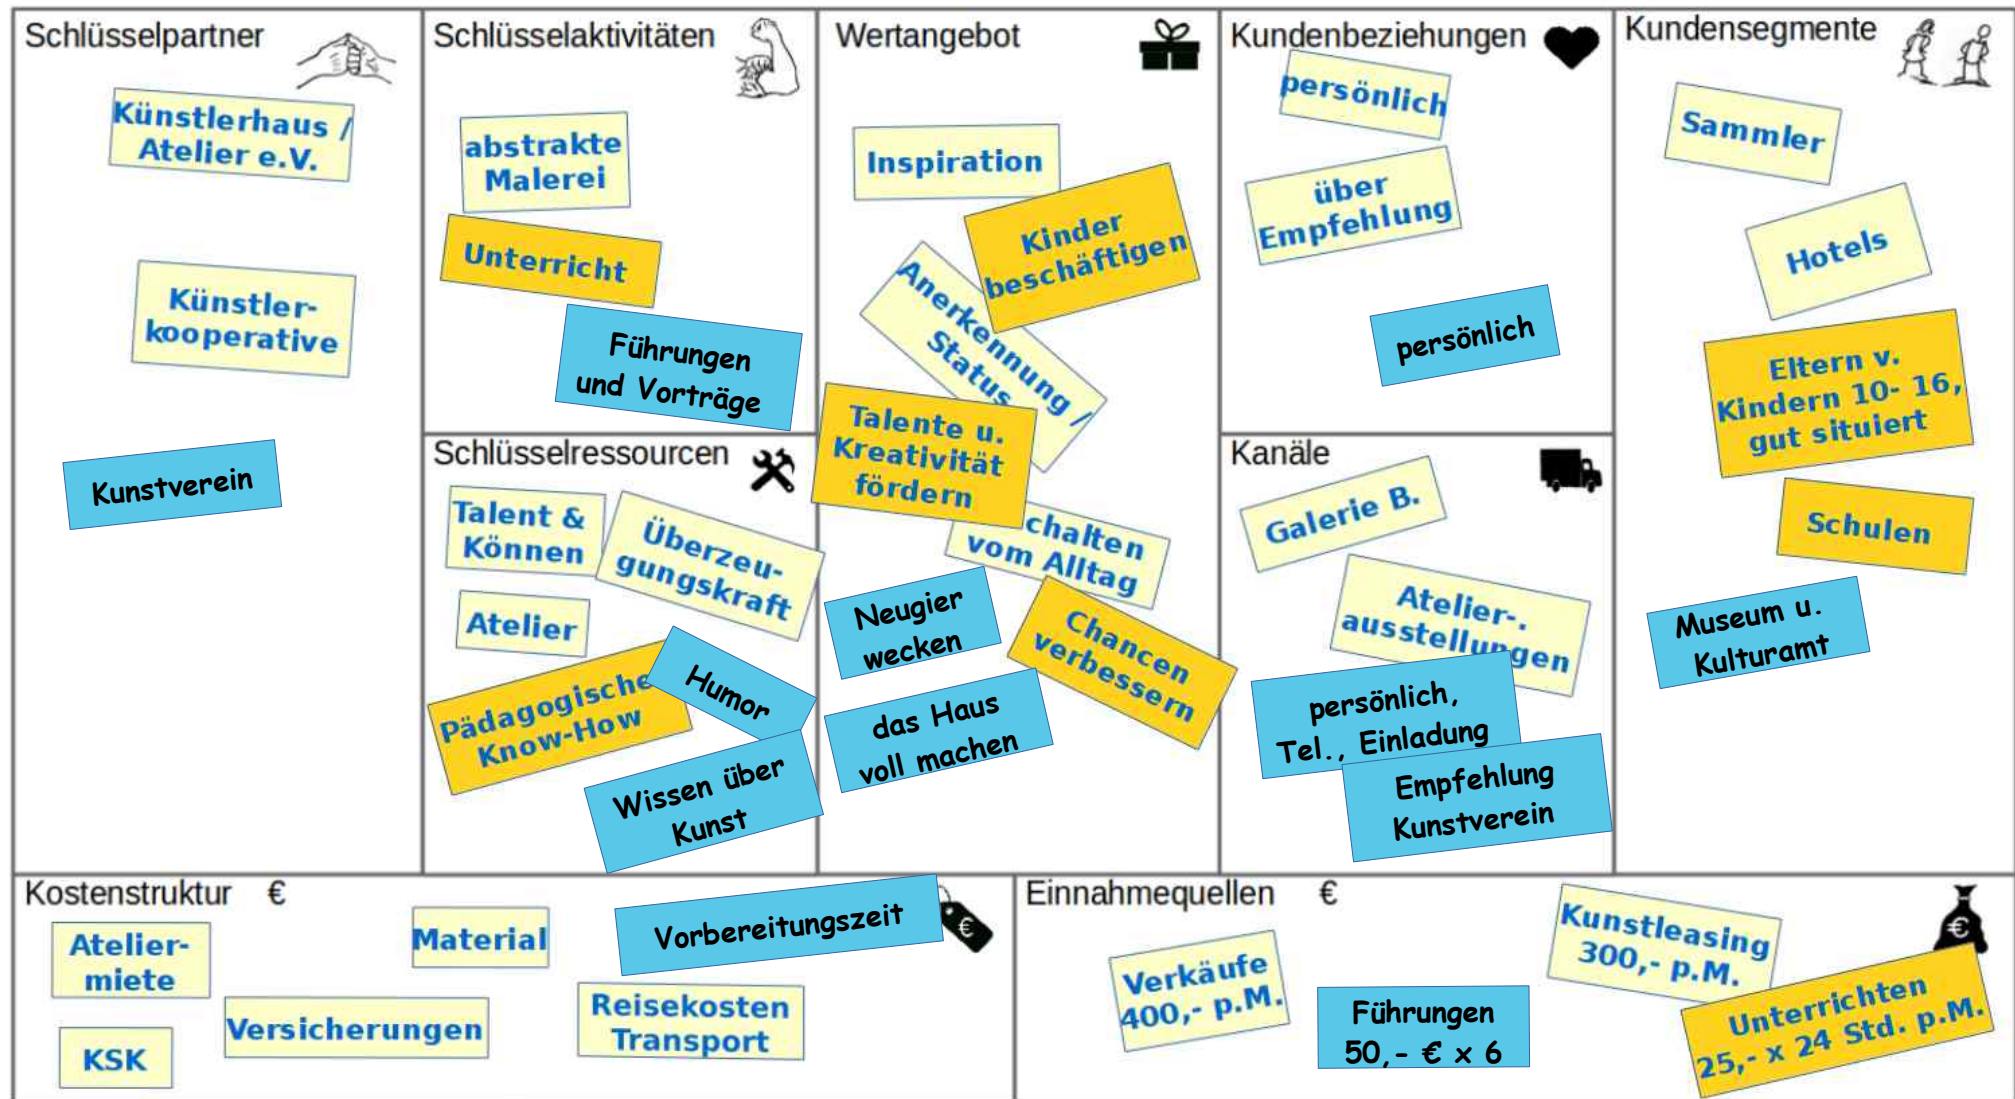 Schlüsselpartner
Künstlerhaus /
Atelier e.V.
Künstler-
kooperative
Kunstverein
Schlüsselaktivitäten
abstrakte
Malerei
Unterricht
Führungen
und Vorträge
Schlüsselressourcen
Talent &
Können
Überzeu-
gungskraft
Atelier
Pädagogische
Know-How
Humor
Wissen über
Kunst
Wertangebot
Inspiration
Kinder
beschäftigen
Anerkennung /
Status
Talente u.
Kreativität
fördern
chalten
vom Alltag
Neugier
wecken
Chancen
verbessern
das Haus
voll machen
Kundenbeziehungen
persönlich
über
Empfehlung
persönlich
Kanäle
Galerie B.
Atelier-.
ausstellungen
persönlich,
Tel., Einladung
Empfehlung
Kunstverein
Kundensegmente
Sammler
Hotels
Eltern v.
Kindern 10- 16,
gut situiert
Schulen
Museum u.
Kulturamt
Kostenstruktur €
Atelier-
miete
Material
Vorbereitungszeit
€
KSK
Versicherungen
Reisekosten
Transport
Einnahmequellen €
Verkäufe
400,- p.M.
Führungen
50,- € x 6
Kunstleasing
300,- p.M.
€
Unterrichten
25,- x 24 Std. p.M.